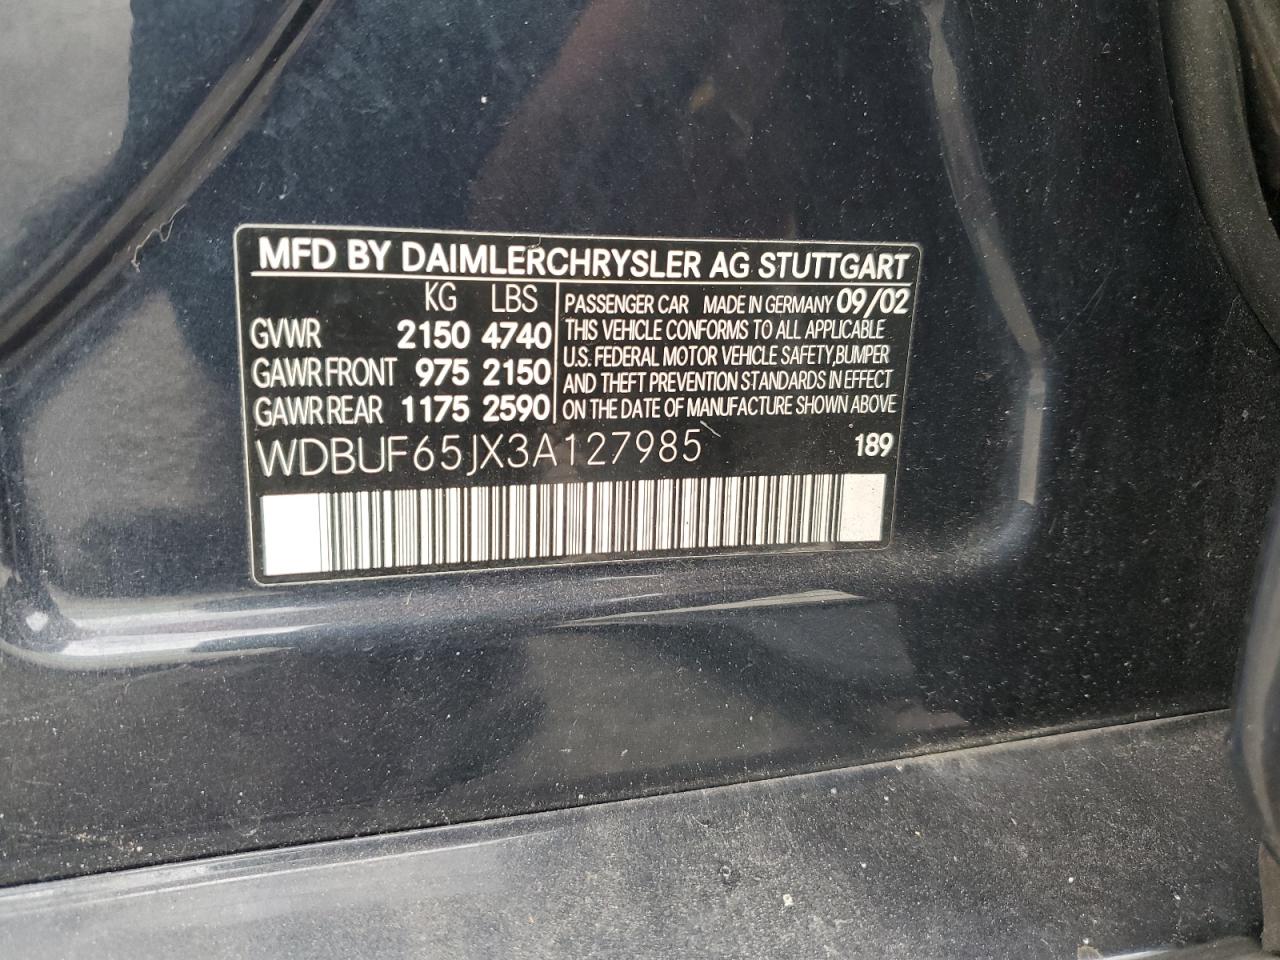 MFD BY DAIMLERCHRYSLER AG STUTTGART
KG LBS
GVWR 2150 4740
GAWR FRONT 975 2150
GAWR REAR 1175 2590
PASSENGER CAR MADE IN GERMANY 09/02
THIS VEHICLE CONFORMS TO ALL APPLICABLE
U.S. FEDERAL MOTOR VEHICLE SAFETY,BUMPER
AND THEFT PREVENTION STANDARDS IN EFFECT
ON THE DATE OF MANUFACTURE SHOWN ABOVE
WDBUF65JX3A127985 189